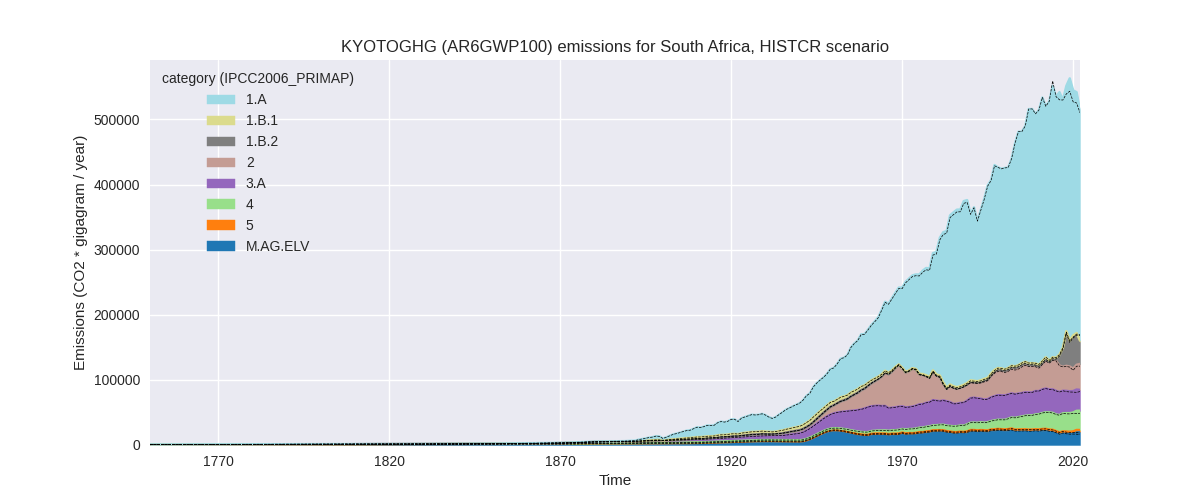 KYOTOGHG (AR6GWP100) emissions for South Africa, HISTCR scenario
category (IPCC2006_PRIMAP)
1.A
1.B.1
1.B.2
2
3.A
4
5
M.AG.ELV
Emissions (CO2 * gigagram / year)
500000
400000
300000
200000
100000
0
1770
1820
1870
1920
1970
2020
Time